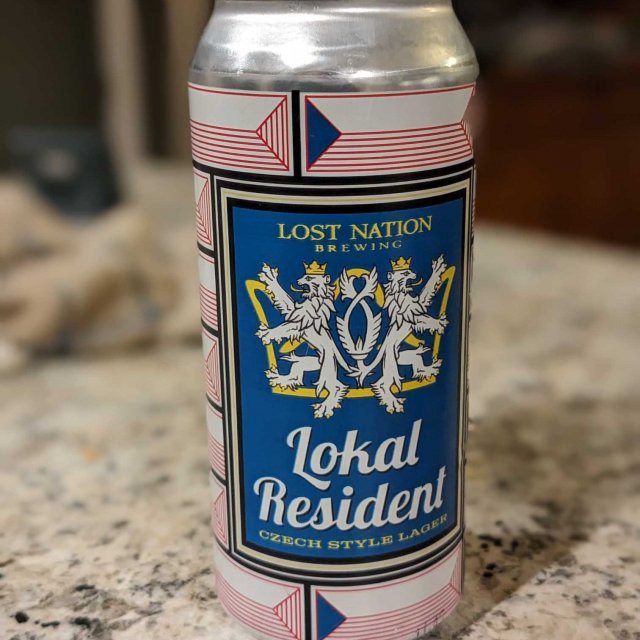 LOST NATION
BREWING
Lokal
Resident
CZECH STYLE LAGER